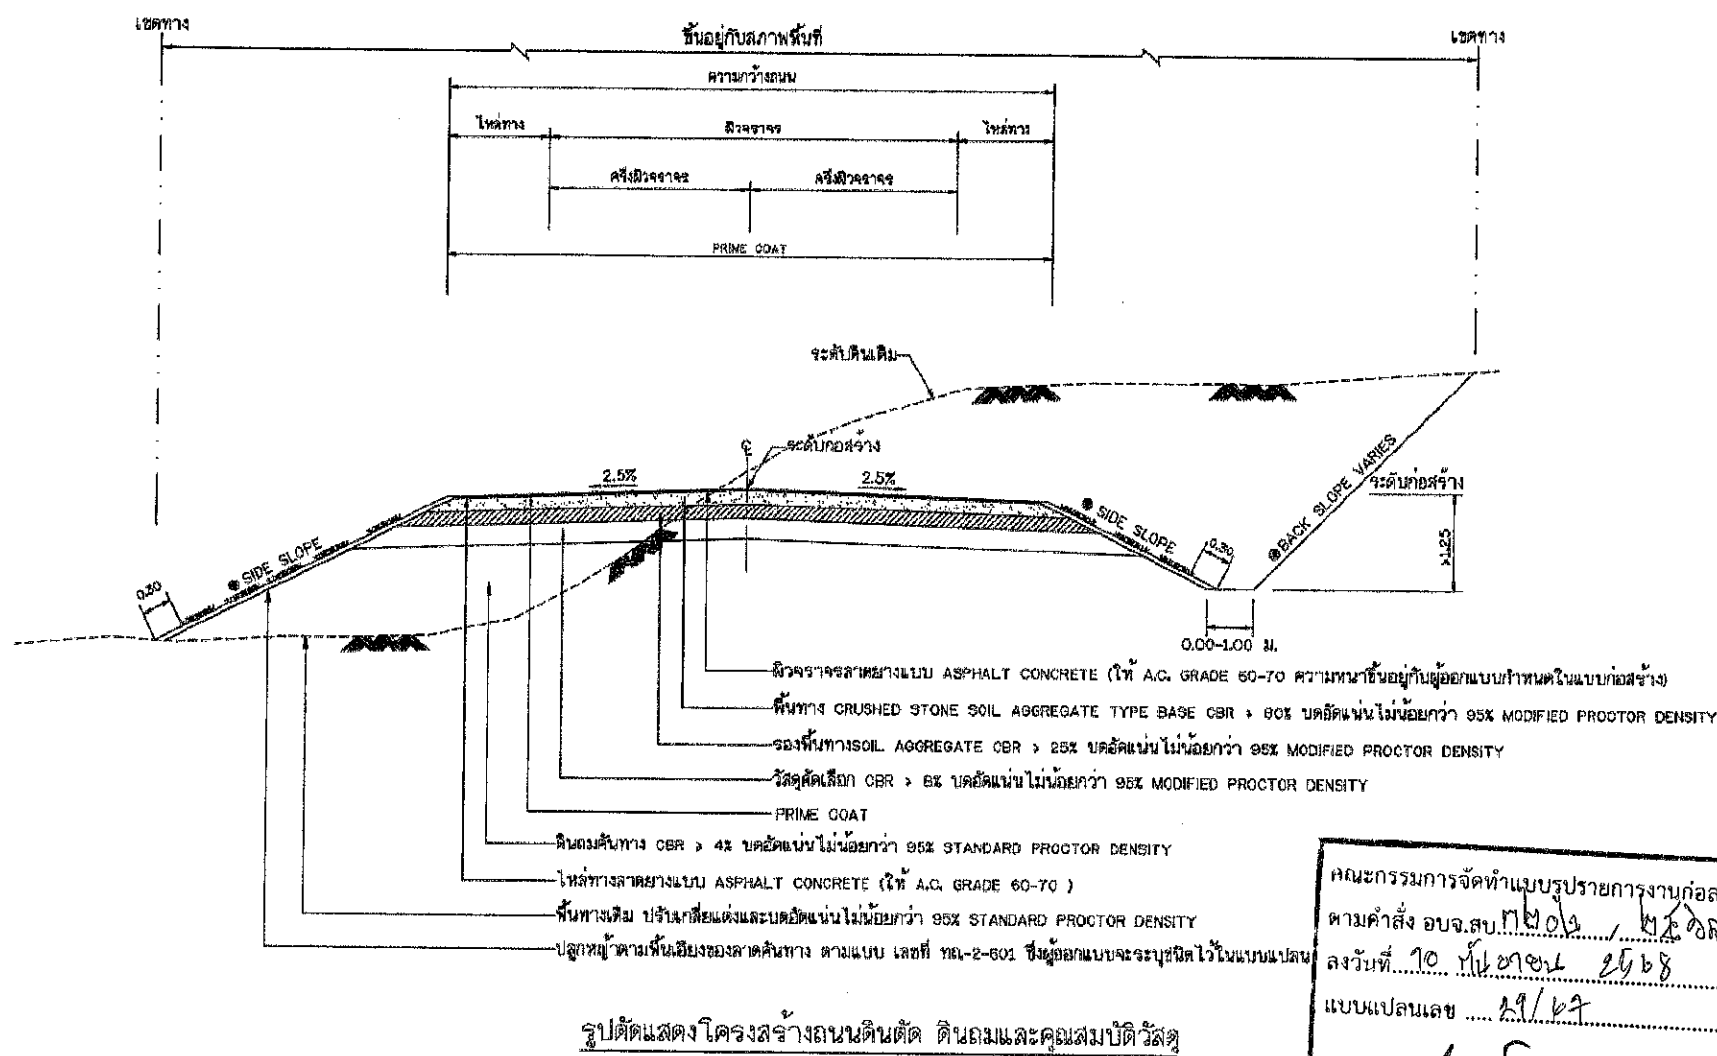 เขตทาง
ขึ้นอยู่กับสภาพพื้นที่
เขตทาง
ความกว้างถนน
ไหล่ทาง
ผิวจราจร
ไหล่ทาง
ครึ่งผิวจราจร
ครึ่งผิวจราจร
PRIME COAT
ระดับดินเดิม
℄
ระดับก่อสร้าง
2.5%
2.5%
SIDE SLOPE
0.30
SIDE SLOPE
0.30
BACK SLOPE VARIES
ระดับก่อสร้าง
0.00-1.00 ม.
ผิวจราจรลาดยางแบบ ASPHALT CONCRETE (ใช้ A.C. GRADE 60-70 ความหนาขึ้นอยู่กับผู้ออกแบบกำหนดในแบบก่อสร้าง)
พื้นทาง CRUSHED STONE SOIL AGGREGATE TYPE BASE CBR > 80% บดอัดแน่นไม่น้อยกว่า 95% MODIFIED PROCTOR DENSITY
รองพื้นทางSOIL AGGREGATE CBR > 25% บดอัดแน่นไม่น้อยกว่า 95% MODIFIED PROCTOR DENSITY
วัสดุคัดเลือก CBR > 8% บดอัดแน่นไม่น้อยกว่า 95% MODIFIED PROCTOR DENSITY
PRIME COAT
ดินถมคันทาง CBR > 4% บดอัดแน่นไม่น้อยกว่า 95% STANDARD PROCTOR DENSITY
ไหล่ทางลาดยางแบบ ASPHALT CONCRETE (ใช้ A.C. GRADE 60-70 )
พื้นทางเดิม ปรับเกลี่ยแต่งและบดอัดแน่นไม่น้อยกว่า 95% STANDARD PROCTOR DENSITY
ปลูกหญ้าตามพื้นเอียงของลาดคันทาง ตามแบบ เลขที่ ทถ-2-601 ซึ่งผู้ออกแบบจะระบุชนิดไว้ในแบบแปลน
รูปตัดแสดงโครงสร้างถนนดินตัด ดินถมและคุณสมบัติวัสดุ
คณะกรรมการจัดทำแบบรูปรายการงานก่อส
ตามคำสั่ง อบจ.สบ.
ลงวันที่ 10 กันยายน 2568
แบบแปลนเลข 29/67